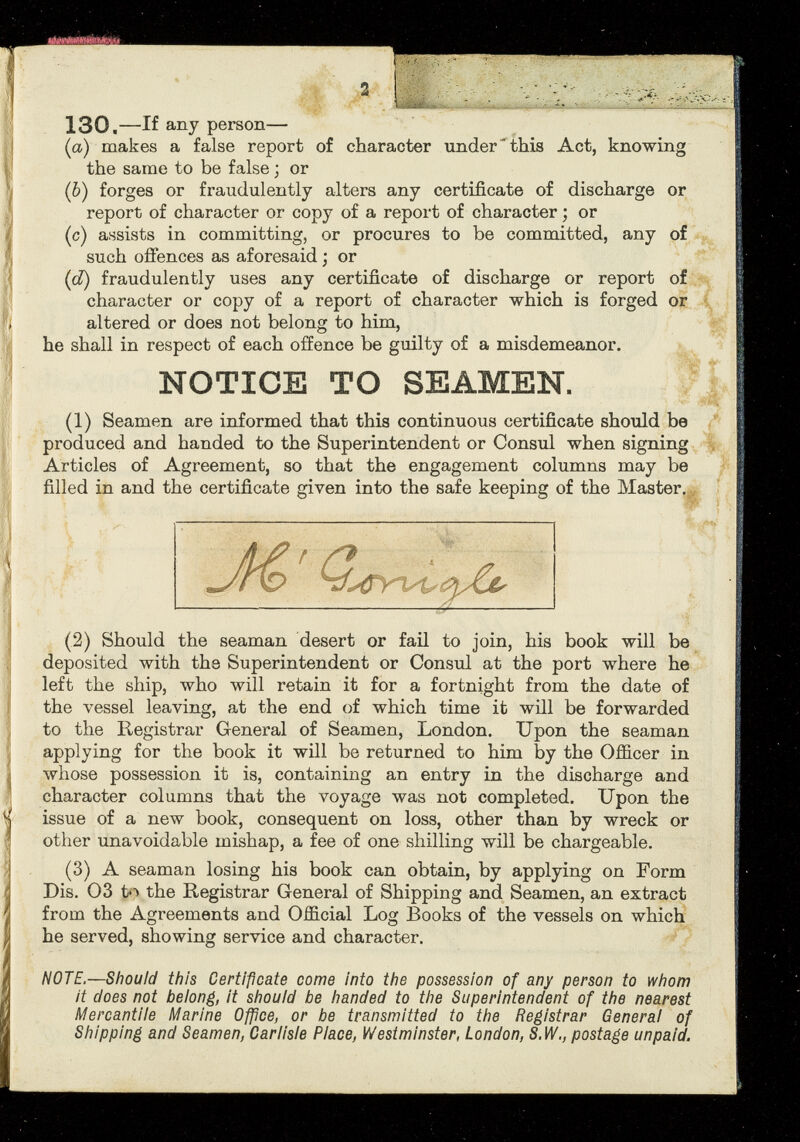 2
130.—If any person—
(a) makes a false report of character under this Act, knowing
the same to be false; or
(b) forges or fraudulently alters any certificate of discharge or
report of character or copy of a report of character; or
(c) assists in committing, or procures to be committed, any of
such offences as aforesaid; or
(d) fraudulently uses any certificate of discharge or report of
character or copy of a report of character which is forged or
altered or does not belong to him,
he shall in respect of each offence be guilty of a misdemeanor.
NOTICE TO SEAMEN.
(1) Seamen are informed that this continuous certificate should be
produced and handed to the Superintendent or Consul when signing
Articles of Agreement, so that the engagement columns may be
filled in and the certificate given into the safe keeping of the Master.
Mc' Gonigle
(2) Should the seaman desert or fail to join, his book will be
deposited with the Superintendent or Consul at the port where he
left the ship, who will retain it for a fortnight from the date of
the vessel leaving, at the end of which time it will be forwarded
to the Registrar General of Seamen, London. Upon the seaman
applying for the book it will be returned to him by the Officer in
whose possession it is, containing an entry in the discharge and
character columns that the voyage was not completed. Upon the
issue of a new book, consequent on loss, other than by wreck or
other unavoidable mishap, a fee of one shilling will be chargeable.
(3) A seaman losing his book can obtain, by applying on Form
Dis. O3 to the Registrar General of Shipping and Seamen, an extract
from the Agreements and Official Log Books of the vessels on which
he served, showing service and character.
NOTE.—Should this Certificate come into the possession of any person to whom
it does not belong, it should be handed to the Superintendent of the nearest
Mercantile Marine Office, or be transmitted to the Registrar General of
Shipping and Seamen, Carlisle Place, Westminster, London, S.W., postage unpaid.